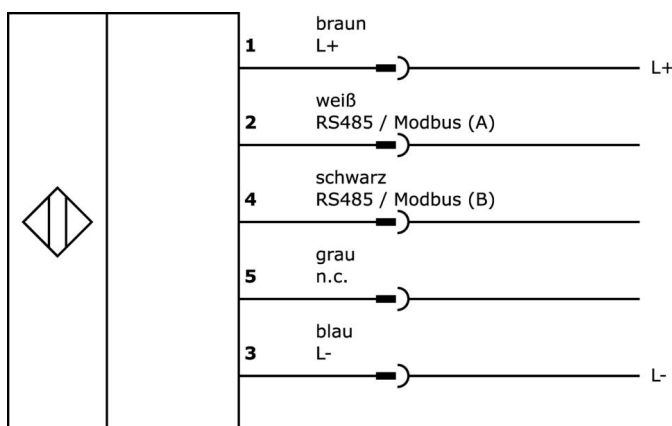 braun
1 L+
L+
weiß
2 RS485 / Modbus (A)
schwarz
4 RS485 / Modbus (B)
grau
5 n.c.
blau
3 L-
L-